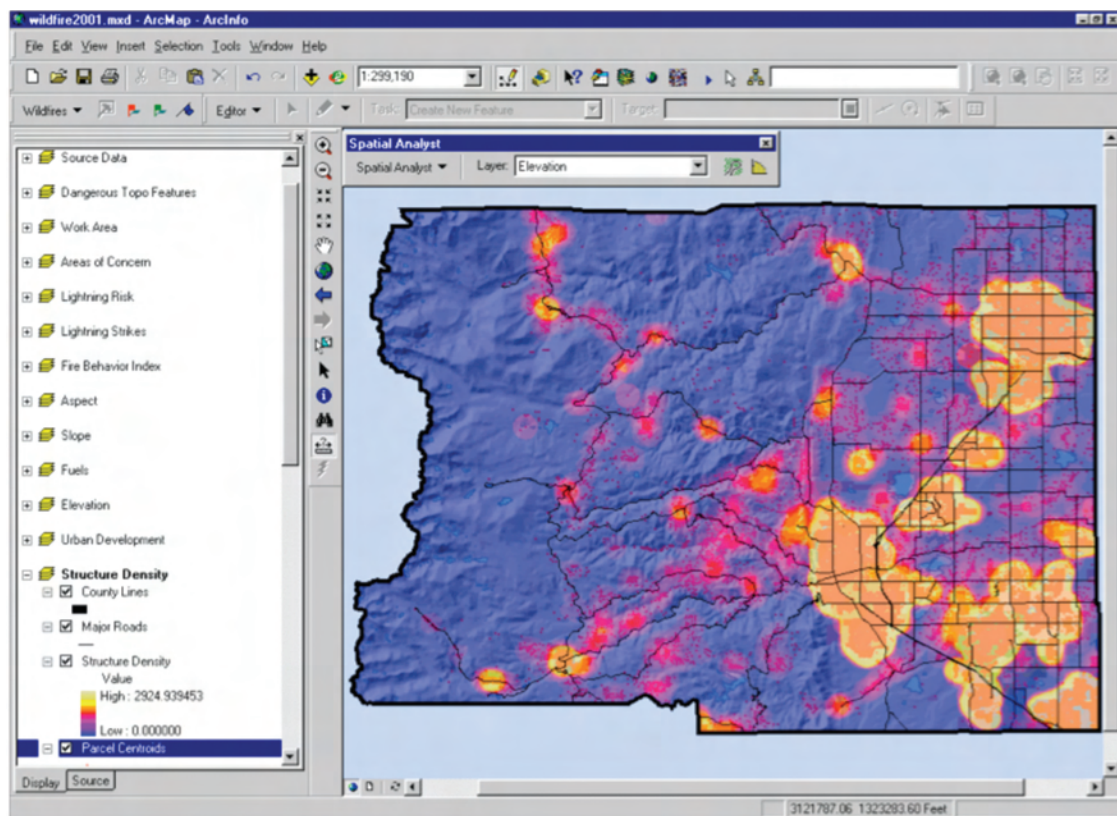 wildfire2001.mxd - ArcMap - ArcInfo
File Edit View Insert Selection Tools Window Help
1:299,190
Wildfires Editor Task: Create New Feature Target:
Spatial Analyst
Spatial Analyst Layer: Elevation
Source Data
Dangerous Topo Features
Work Area
Areas of Concern
Lightning Risk
Lightning Strikes
Fire Behavior Index
Aspect
Slope
Fuels
Elevation
Urban Development
Structure Density
County Lines
Major Roads
Structure Density
Value
High : 2924.939453
Low : 0.000000
Parcel Centroids
Display Source
3121787.06 1323283.60 Feet